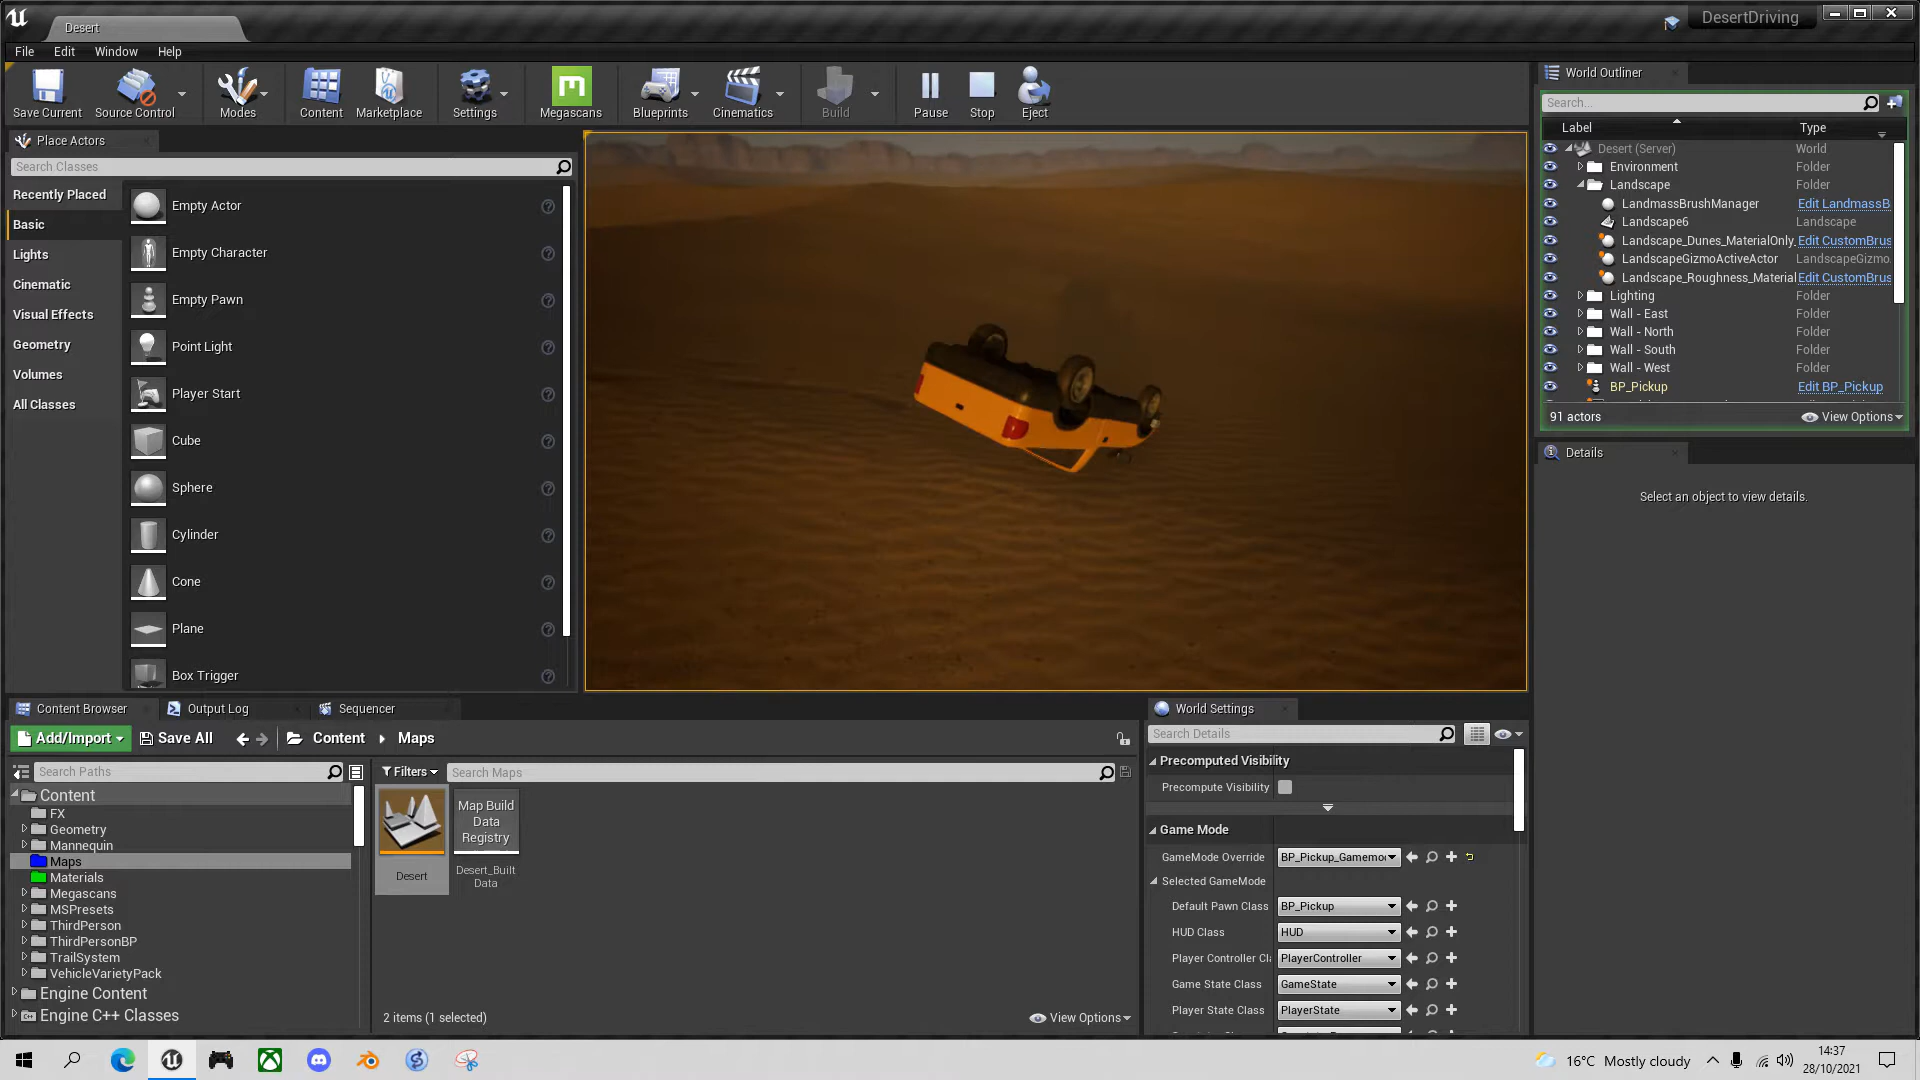 Desert
DesertDriving
File Edit Window Help
Save Current
Source Control
Modes
Content
Marketplace
Settings
Megascans
Blueprints
Cinematics
Build
Pause
Stop
Eject
Place Actors
Search Classes
Recently Placed
Basic
Lights
Cinematic
Visual Effects
Geometry
Volumes
All Classes
Empty Actor
Empty Character
Empty Pawn
Point Light
Player Start
Cube
Sphere
Cylinder
Cone
Plane
Box Trigger
World Outliner
Search...
Label Type
Desert (Server) World
Environment Folder
Landscape Folder
LandmassBrushManager Edit LandmassB
Landscape6 Landscape
Landscape_Dunes_MaterialOnly_ Edit CustomBrus
LandscapeGizmoActiveActor LandscapeGizmo
Landscape_Roughness_Material Edit CustomBrus
Lighting Folder
Wall - East Folder
Wall - North Folder
Wall - South Folder
Wall - West Folder
BP_Pickup Edit BP_Pickup
91 actors View Options
Details
Select an object to view details.
Content Browser
Output Log
Sequencer
Add/Import Save All Content Maps
Search Paths
Content
FX
Geometry
Mannequin
Maps
Materials
Megascans
MSPresets
ThirdPerson
ThirdPersonBP
TrailSystem
VehicleVarietyPack
Engine Content
Engine C++ Classes
Filters Search Maps
Desert
Map Build
Data
Registry
Desert_Built
Data
2 items (1 selected) View Options
World Settings
Search Details
Precomputed Visibility
Precompute Visibility
Game Mode
GameMode Override BP_Pickup_Gamemo
Selected GameMode
Default Pawn Class BP_Pickup
HUD Class HUD
Player Controller Cl PlayerController
Game State Class GameState
Player State Class PlayerState
16°C Mostly cloudy
14:37
28/10/2021